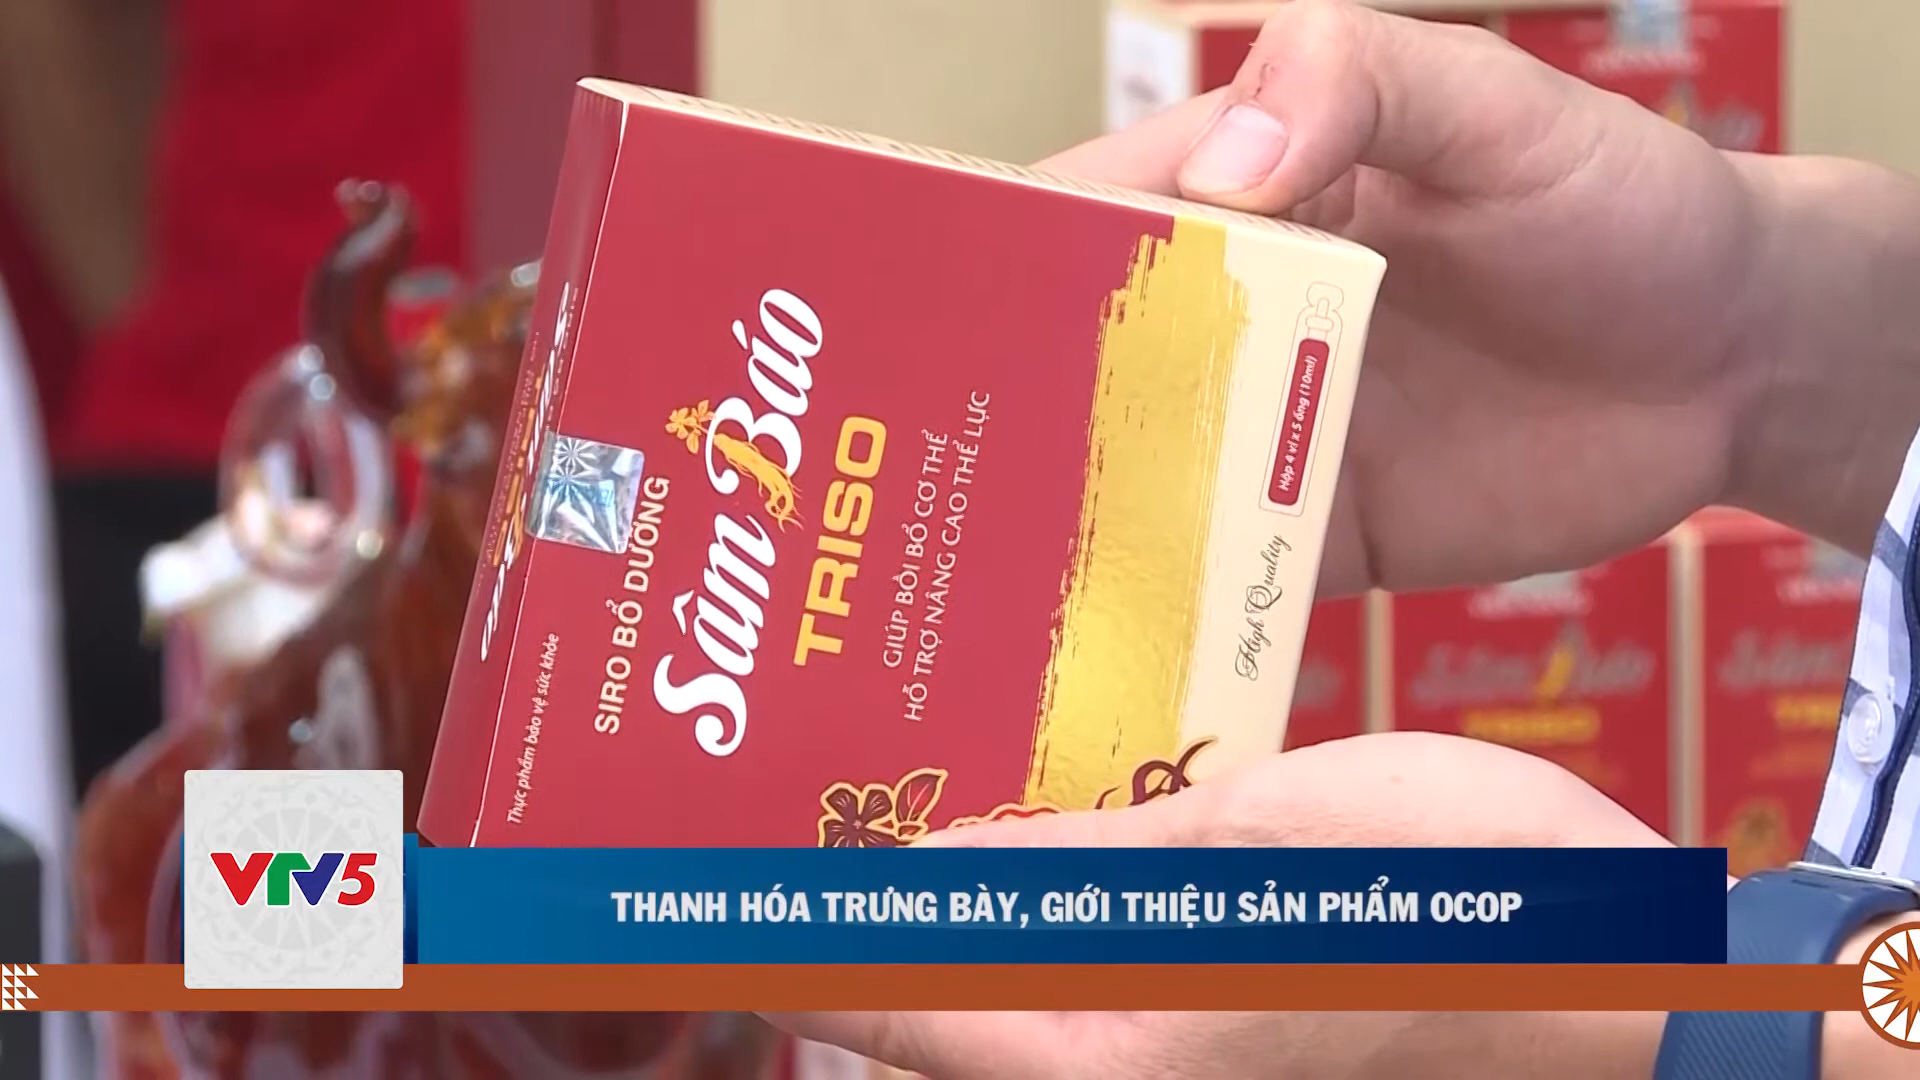 Thực phẩm bảo vệ sức khỏe
SIRO BỔ DƯỠNG
Sâm Báo
TRISO
GIÚP BỒI BỔ CƠ THỂ
HỖ TRỢ NÂNG CAO THỂ LỰC
Hộp 4 vỉ x 5 ống (10ml)
High Quality
VTV5
THANH HÓA TRƯNG BÀY, GIỚI THIỆU SẢN PHẨM OCOP